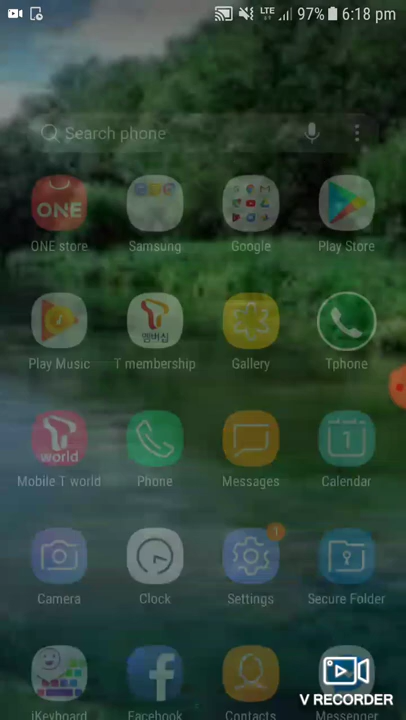 LTE 97% 6:18 pm
Search phone
ONE
ONE store Samsung Google Play Store
멤버십
Play Music T membership Gallery Tphone
world 1
Mobile T world Phone Messages Calendar
1
Camera Clock Settings Secure Folder
iKeyboard Facebook Contacts Messenger
V RECORDER